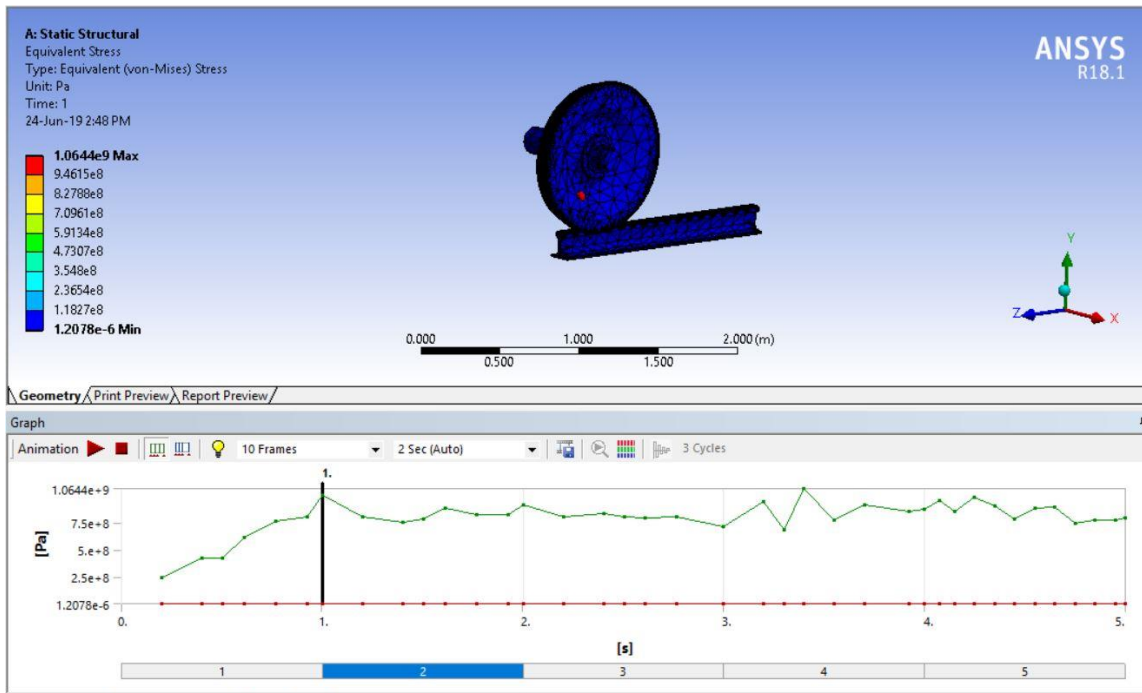 A: Static Structural
Equivalent Stress
Type: Equivalent (von-Mises) Stress
Unit: Pa
Time: 1
24-Jun-19 2:48 PM
ANSYS
R18.1
1.0644e9 Max
9.4615e8
8.2788e8
7.0961e8
5.9134e8
4.7307e8
3.548e8
2.3654e8
1.1827e8
1.2078e-6 Min
Y
Z
X
0.000
1.000
2.000 (m)
0.500
1.500
Geometry Print Preview Report Preview
Graph
Animation 10 Frames 2 Sec (Auto) 3 Cycles
1.
1.0644e+9
7.5e+8
5.e+8
2.5e+8
1.2078e-6
[Pa]
0. 1. 2. 3. 4. 5.
[s]
1 2 3 4 5